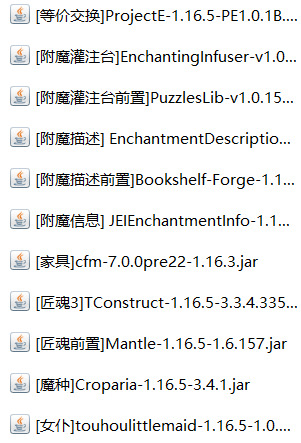 [等价交换]ProjectE-1.16.5-PE1.0.1B....
[附魔灌注台]EnchantingInfuser-v1.0...
[附魔灌注台前置]PuzzlesLib-v1.0.15...
[附魔描述] EnchantmentDescriptio...
[附魔描述前置]Bookshelf-Forge-1.1...
[附魔信息] JEIEnchantmentInfo-1.1...
[家具]cfm-7.0.0pre22-1.16.3.jar
[匠魂3]TConstruct-1.16.5-3.3.4.335...
[匠魂前置]Mantle-1.16.5-1.6.157.jar
[魔种]Croparia-1.16.5-3.4.1.jar
[女仆]touhoulittlemaid-1.16.5-1.0....